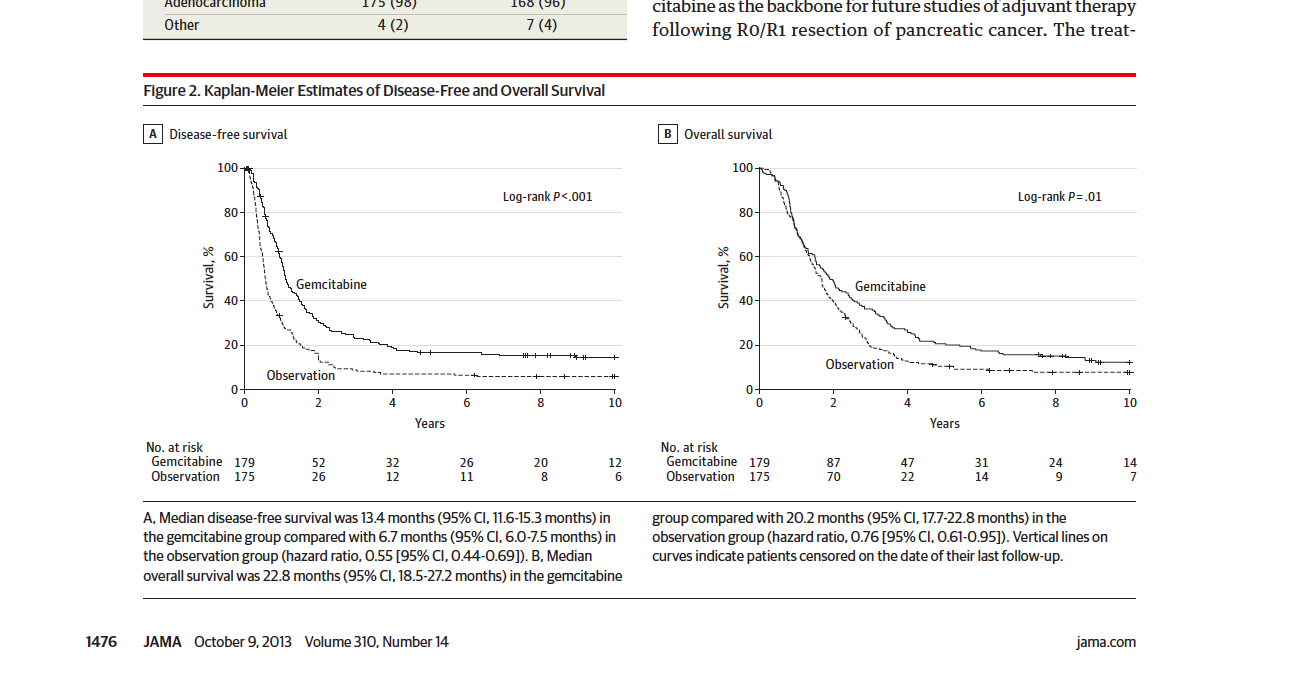 Adenocarcinoma 175 (98) 168 (96)
Other 4 (2) 7 (4)
citabine as the backbone for future studies of adjuvant therapy
following R0/R1 resection of pancreatic cancer. The treat-
Figure 2. Kaplan-Meier Estimates of Disease-Free and Overall Survival
A Disease-free survival
100
80
60
40
20
0
Survival, %
Log-rank P<.001
Gemcitabine
Observation
0 2 4 6 8 10
Years
No. at risk
Gemcitabine 179 52 32 26 20 12
Observation 175 26 12 11 8 6
B Overall survival
100
80
60
40
20
0
Survival, %
Log-rank P=.01
Gemcitabine
Observation
0 2 4 6 8 10
Years
No. at risk
Gemcitabine 179 87 47 31 24 14
Observation 175 70 22 14 9 7
A, Median disease-free survival was 13.4 months (95% CI, 11.6-15.3 months) in
the gemcitabine group compared with 6.7 months (95% CI, 6.0-7.5 months) in
the observation group (hazard ratio, 0.55 [95% CI, 0.44-0.69]). B, Median
overall survival was 22.8 months (95% CI, 18.5-27.2 months) in the gemcitabine
group compared with 20.2 months (95% CI, 17.7-22.8 months) in the
observation group (hazard ratio, 0.76 [95% CI, 0.61-0.95]). Vertical lines on
curves indicate patients censored on the date of their last follow-up.
1476 JAMA October 9, 2013 Volume 310, Number 14
jama.com